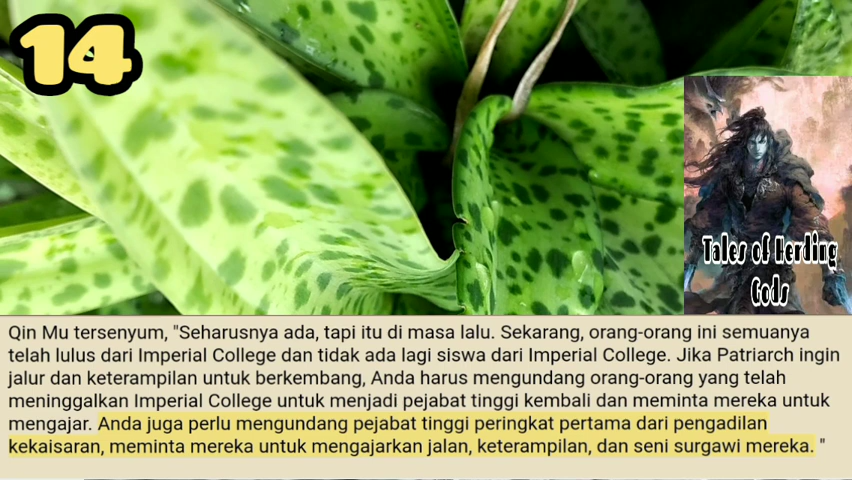 14
Tales of Herding
Gods
Qin Mu tersenyum, "Seharusnya ada, tapi itu di masa lalu. Sekarang, orang-orang ini semuanya
telah lulus dari Imperial College dan tidak ada lagi siswa dari Imperial College. Jika Patriarch ingin
jalur dan keterampilan untuk berkembang, Anda harus mengundang orang-orang yang telah
meninggalkan Imperial College untuk menjadi pejabat tinggi kembali dan meminta mereka untuk
mengajar. Anda juga perlu mengundang pejabat tinggi peringkat pertama dari pengadilan
kekaisaran, meminta mereka untuk mengajarkan jalan, keterampilan, dan seni surgawi mereka. "